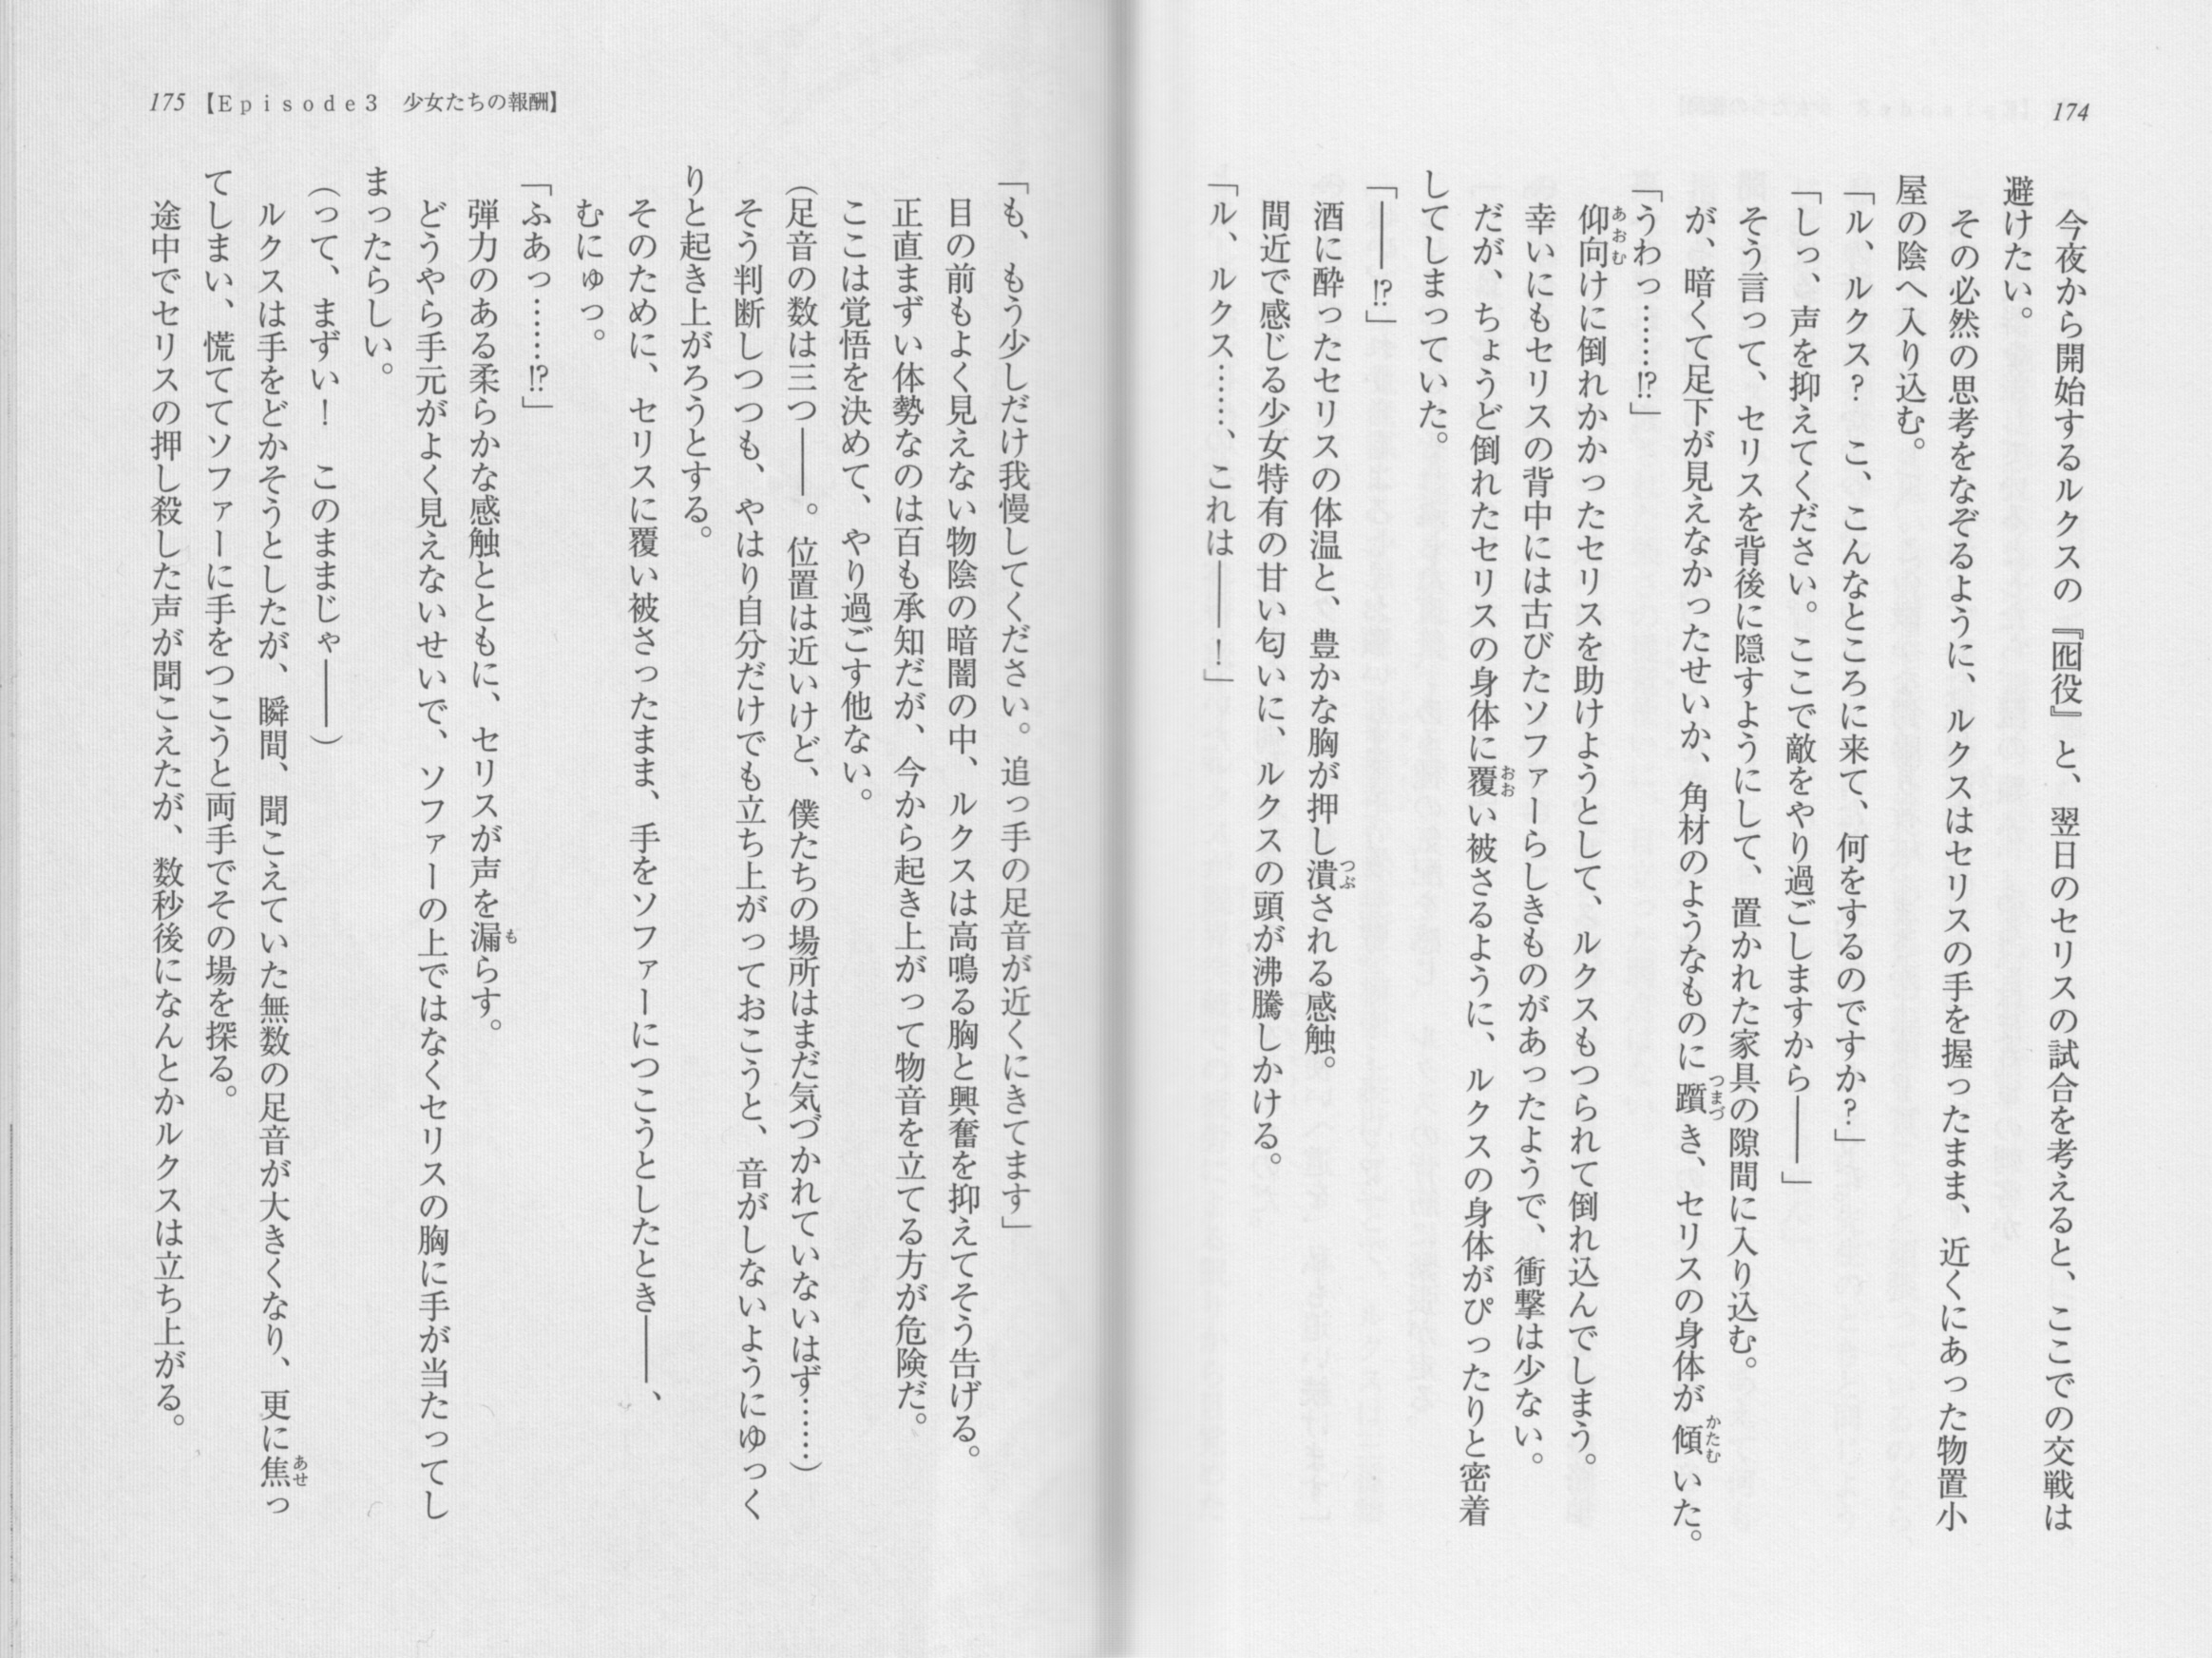 174
今夜から開始するルクスの『囮役』と、翌日のセリスの試合を考えると、ここでの交戦は
避けたい。
その必然の思考をなぞるように、ルクスはセリスの手を握ったまま、近くにあった物置小
屋の陰へ入り込む。
「ル、ルクス？　こ、こんなところに来て、何をするのですか？」
「しっ、声を抑えてください。ここで敵をやり過ごしますから――」
そう言って、セリスを背後に隠すようにして、置かれた家具の隙間に入り込む。
が、暗くて足下が見えなかったせいか、角材のようなものに躓き、セリスの身体が傾いた。
「うわっ……⁉」
仰向けに倒れかかったセリスを助けようとして、ルクスもつられて倒れ込んでしまう。
幸いにもセリスの背中には古びたソファーらしきものがあったようで、衝撃は少ない。
だが、ちょうど倒れたセリスの身体に覆い被さるように、ルクスの身体がぴったりと密着
してしまっていた。
「――⁉」
酒に酔ったセリスの体温と、豊かな胸が押し潰される感触。
間近で感じる少女特有の甘い匂いに、ルクスの頭が沸騰しかける。
「ル、ルクス……、これは――！」
175【Episode3　少女たちの報酬】
「も、もう少しだけ我慢してください。追っ手の足音が近くにきてます」
目の前もよく見えない物陰の暗闇の中、ルクスは高鳴る胸と興奮を抑えてそう告げる。
正直まずい体勢なのは百も承知だが、今から起き上がって物音を立てる方が危険だ。
ここは覚悟を決めて、やり過ごす他ない。
（足音の数は三つ――。位置は近いけど、僕たちの場所はまだ気づかれていないはず……）
そう判断しつつも、やはり自分だけでも立ち上がっておこうと、音がしないようにゆっく
りと起き上がろうとする。
そのために、セリスに覆い被さったまま、手をソファーにつこうとしたとき――、
むにゅっ。
「ふあっ……⁉」
弾力のある柔らかな感触とともに、セリスが声を漏らす。
どうやら手元がよく見えないせいで、ソファーの上ではなくセリスの胸に手が当たってし
まったらしい。
（って、まずい！　このままじゃ――）
ルクスは手をどかそうとしたが、瞬間、聞こえていた無数の足音が大きくなり、更に焦っ
てしまい、慌ててソファーに手をつこうと両手でその場を探る。
途中でセリスの押し殺した声が聞こえたが、数秒後になんとかルクスは立ち上がる。